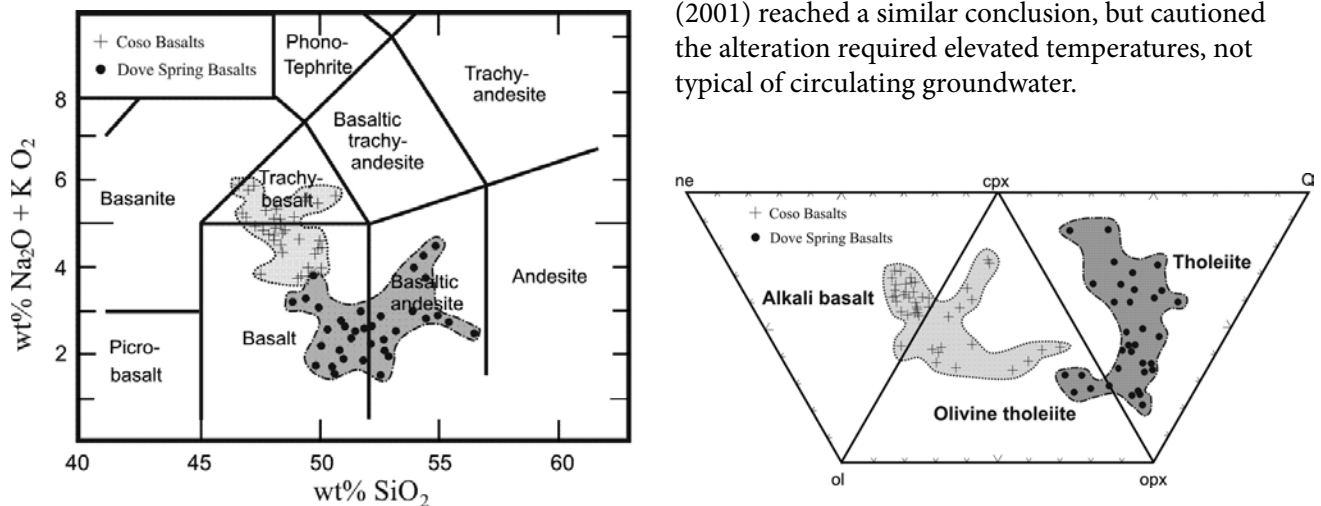 (2001) reached a similar conclusion, but cautioned
the alteration required elevated temperatures, not
typical of circulating groundwater.
Coso Basalts
Dove Spring Basalts
Phono-
Tephrite
Trachy-
andesite
Basaltic
trachy-
andesite
Trachy-
basalt
Basanite
Basaltic
andesite
Andesite
Basalt
Picro-
basalt
8
6
4
2
wt% Na₂O + K O₂
40
45
50
55
60
wt% SiO₂
ne
cpx
Q
Coso Basalts
Dove Spring Basalts
Alkali basalt
Tholeiite
Olivine tholeiite
ol
opx